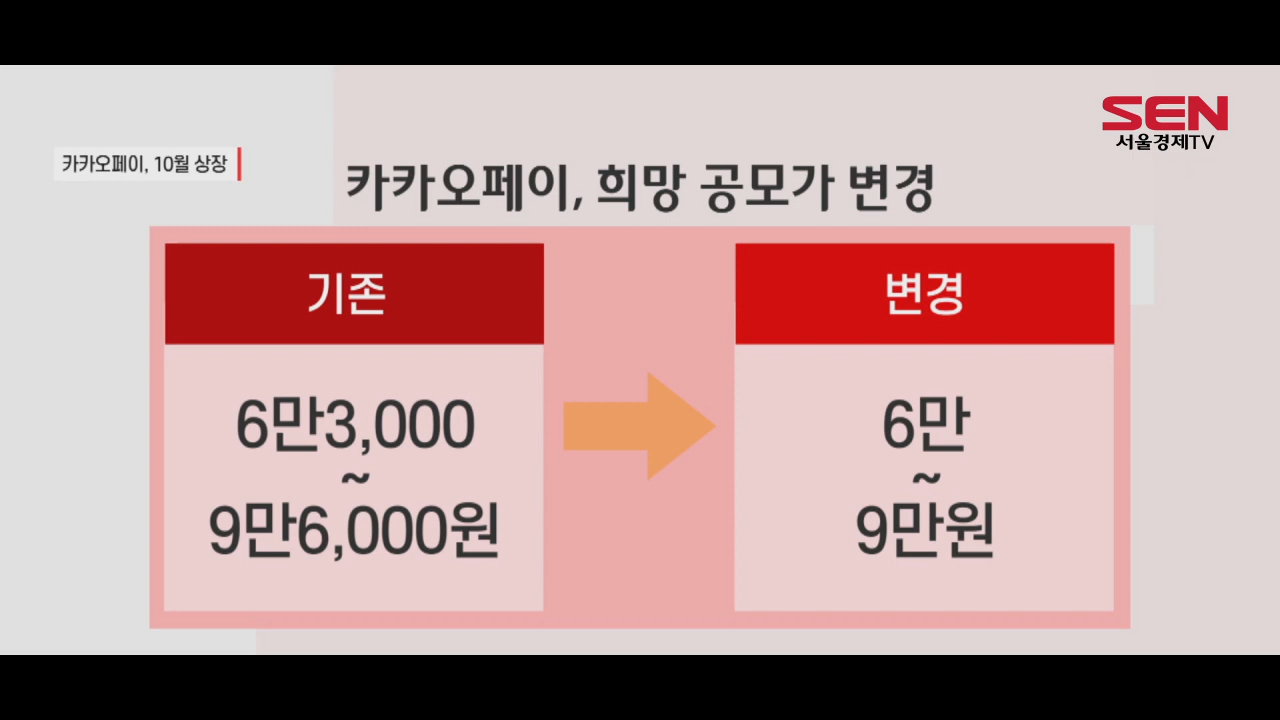 SEN
서울경제TV
카카오페이, 10월 상장
카카오페이, 희망 공모가 변경
기존
6만3,000
~
9만6,000원
변경
6만
~
9만원